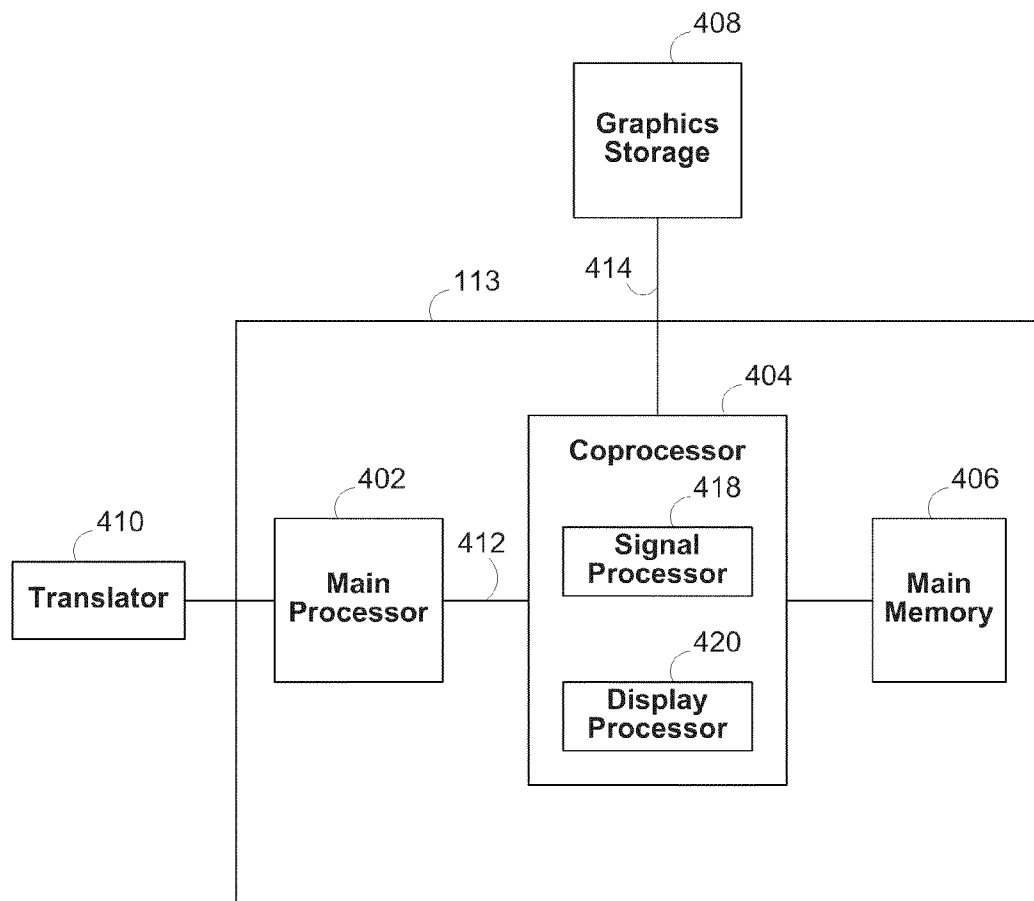 408
Graphics
Storage
414
113
404
Coprocessor
402
418
406
410
412
Signal
Processor
Translator
Main
Processor
Main
Memory
420
Display
Processor